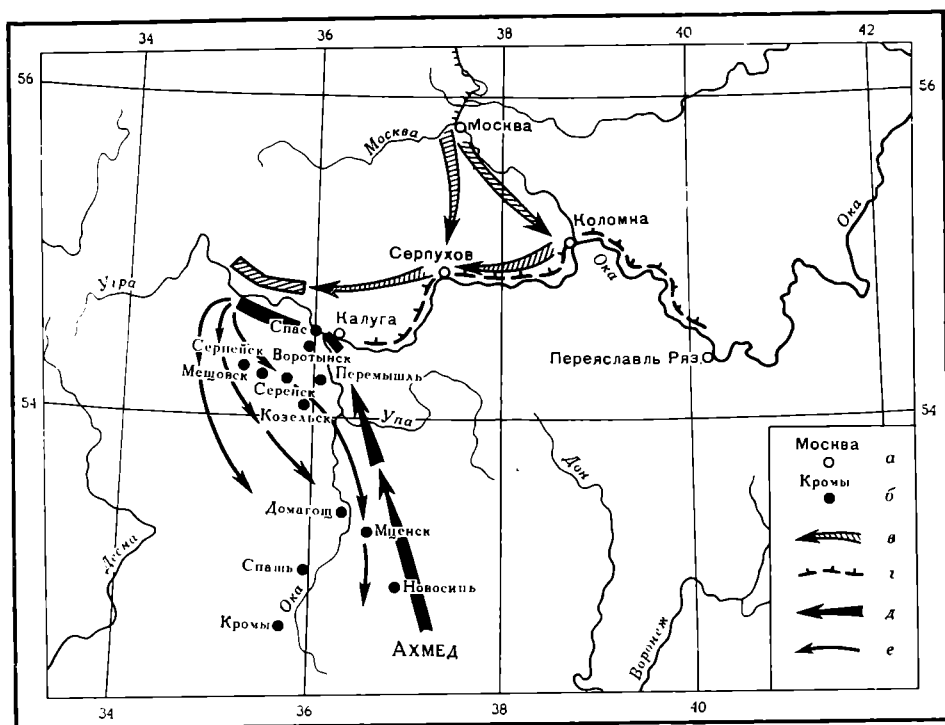 34
36
38
40
42
56
56
Москва
Москва
Коломна
Ока
Серпухов
Ока
Угра
Калуга
Спас
Серпейск
Воротынск
Переяславль Ряз.
Мещовск
Перемышль
Серейск
Козельск
54
Упа
54
Дон
Москва
а
Кромы
б
Домагощ
Мценск
в
Десна
Спашь
Ока
Новосиль
г
Кромы
д
Воронеж
АХМЕД
е
34
36
38
40